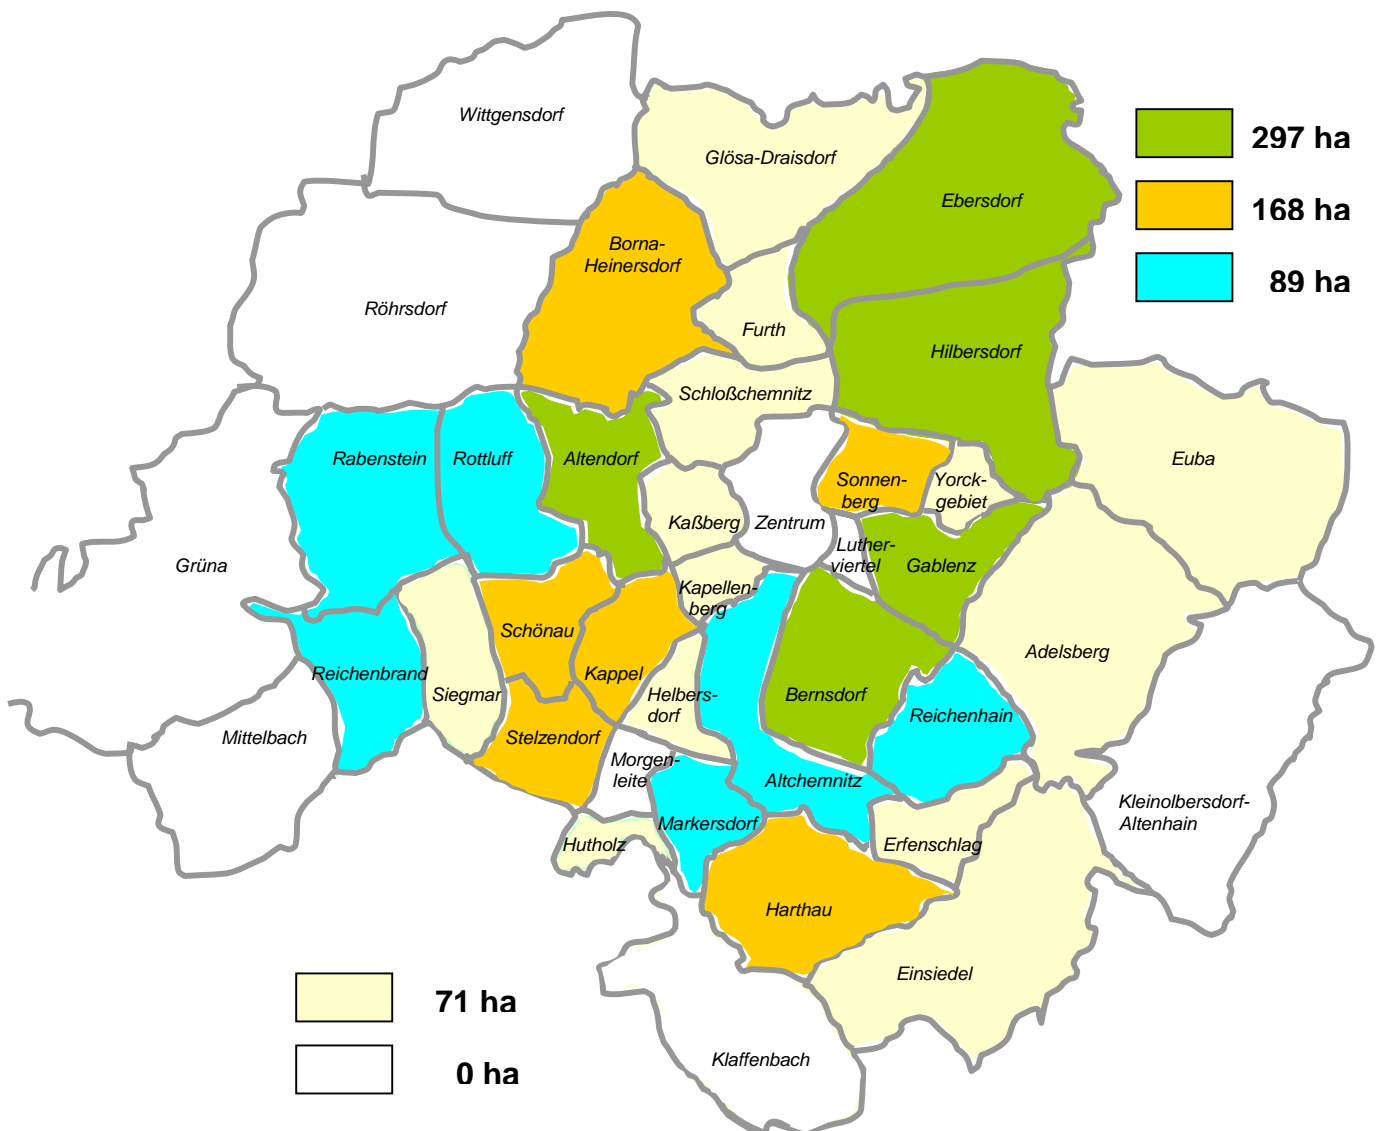 Wittgensdorf
Glösa-Draisdorf
297 ha
Ebersdorf
168 ha
Borna-
Heinersdorf
89 ha
Röhrsdorf
Furth
Hilbersdorf
Schloßchemnitz
Rabenstein
Rottluff
Altendorf
Euba
Sonnen-
berg
Yorck-
gebiet
Kaßberg
Zentrum
Luther-
viertel
Gablenz
Grüna
Kapellen-
berg
Schönau
Adelsberg
Reichenbrand
Kappel
Siegmar
Helbers-
dorf
Bernsdorf
Reichenhain
Mittelbach
Stelzendorf
Morgen-
leite
Altchemnitz
Kleinolbersdorf-
Altenhain
Markersdorf
Hutholz
Erfenschlag
Harthau
Einsiedel
71 ha
Klaffenbach
0 ha